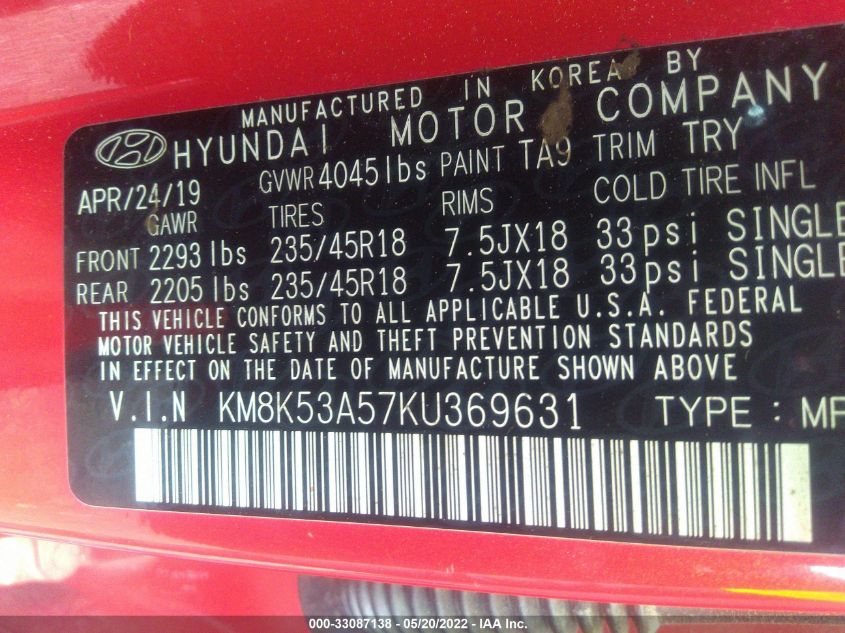 MANUFACTURED IN KOREA BY
HYUNDAI MOTOR COMPANY
APR/24/19 GVWR 4045lbs PAINT TA9 TRIM TRY
GAWR TIRES RIMS COLD TIRE INFL
FRONT 2293lbs 235/45R18 7.5JX18 33psi SINGLE
REAR 2205lbs 235/45R18 7.5JX18 33psi SINGLE
THIS VEHICLE CONFORMS TO ALL APPLICABLE U.S.A. FEDERAL
MOTOR VEHICLE SAFETY AND THEFT PREVENTION STANDARDS
IN EFFECT ON THE DATE OF MANUFACTURE SHOWN ABOVE
V.I.N KM8K53A57KU369631 TYPE : MP
000-33087138 - 05/20/2022 - IAA Inc.